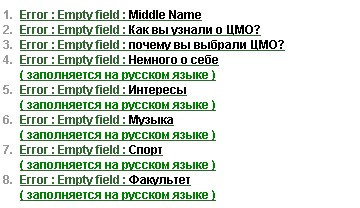 1. Error : Empty field : Middle Name
2. Error : Empty field : Как вы узнали о ЦМО?
3. Error : Empty field : почему вы выбрали ЦМО?
4. Error : Empty field : Немного о себе
( заполняется на русском языке )
5. Error : Empty field : Интересы
( заполняется на русском языке )
6. Error : Empty field : Музыка
( заполняется на русском языке )
7. Error : Empty field : Спорт
( заполняется на русском языке )
8. Error : Empty field : Факультет
( заполняется на русском языке )